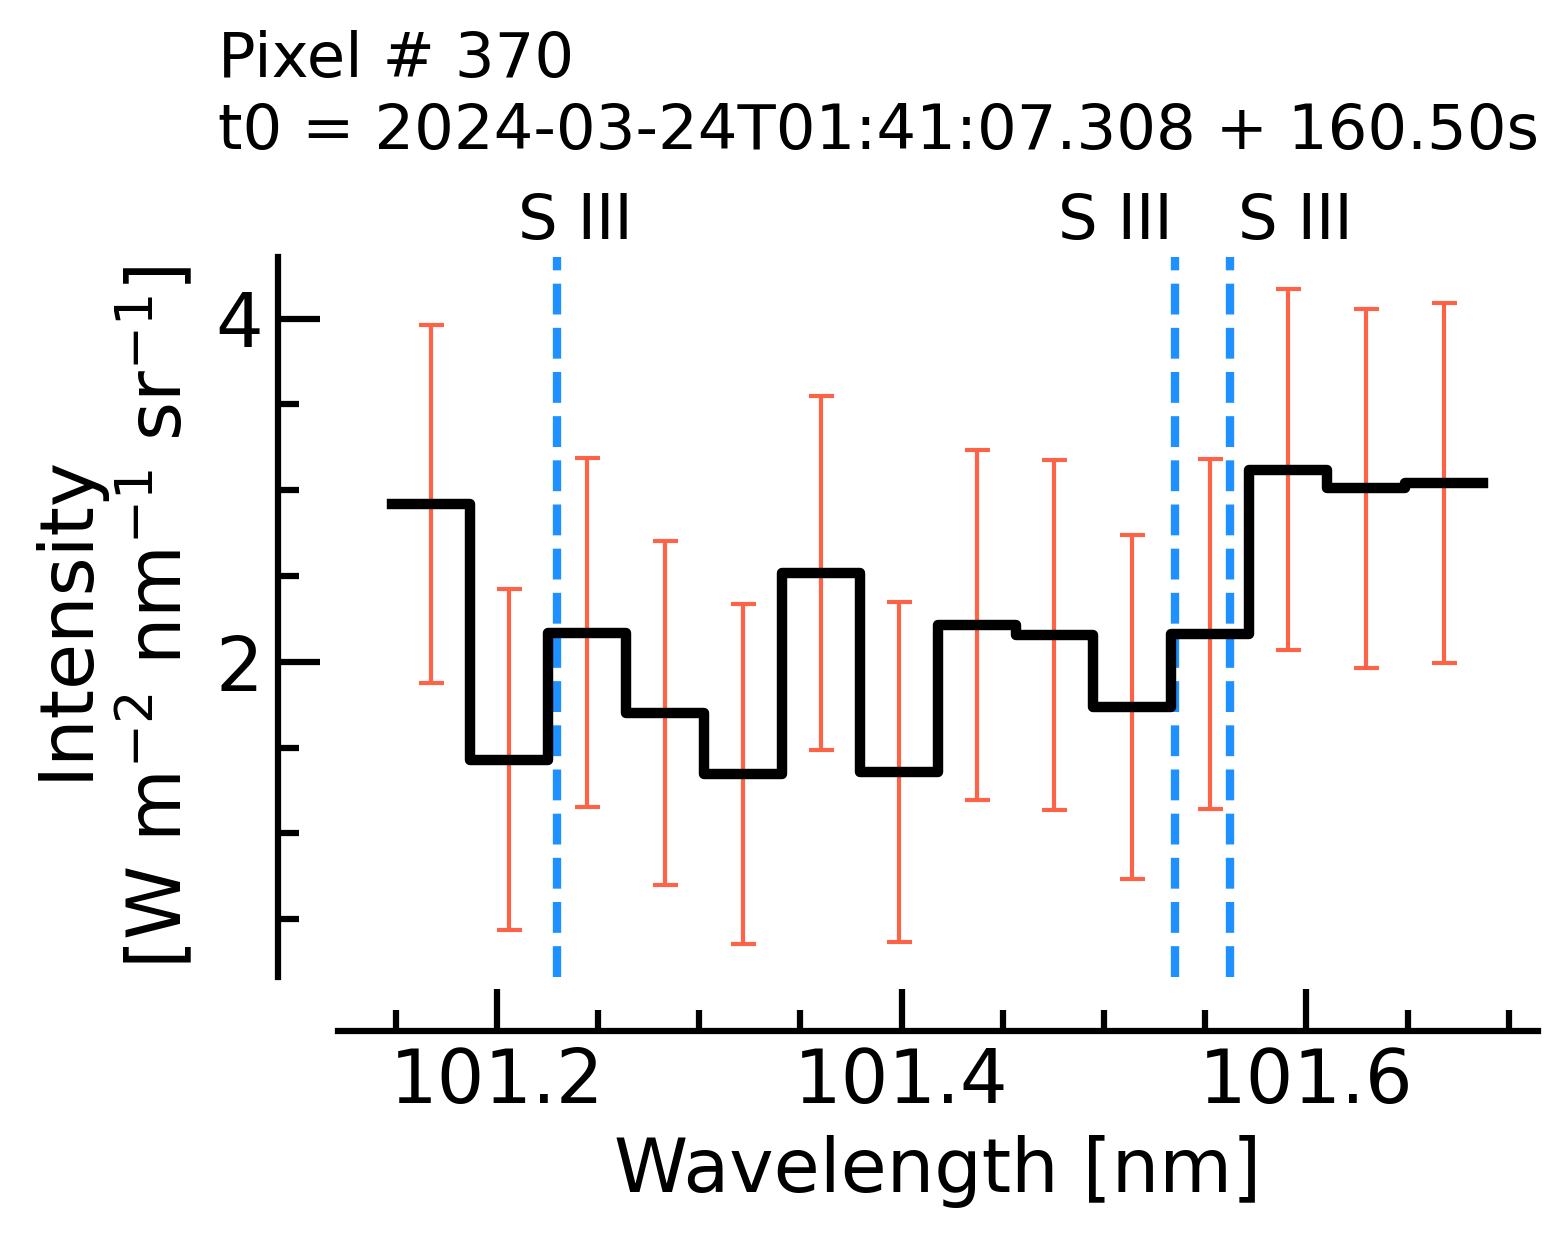 Pixel # 370
t0 = 2024-03-24T01:41:07.308 + 160.50s
S III S III S III
Intensity
[W m⁻² nm⁻¹ sr⁻¹]
4
2
101.2 101.4 101.6
Wavelength [nm]